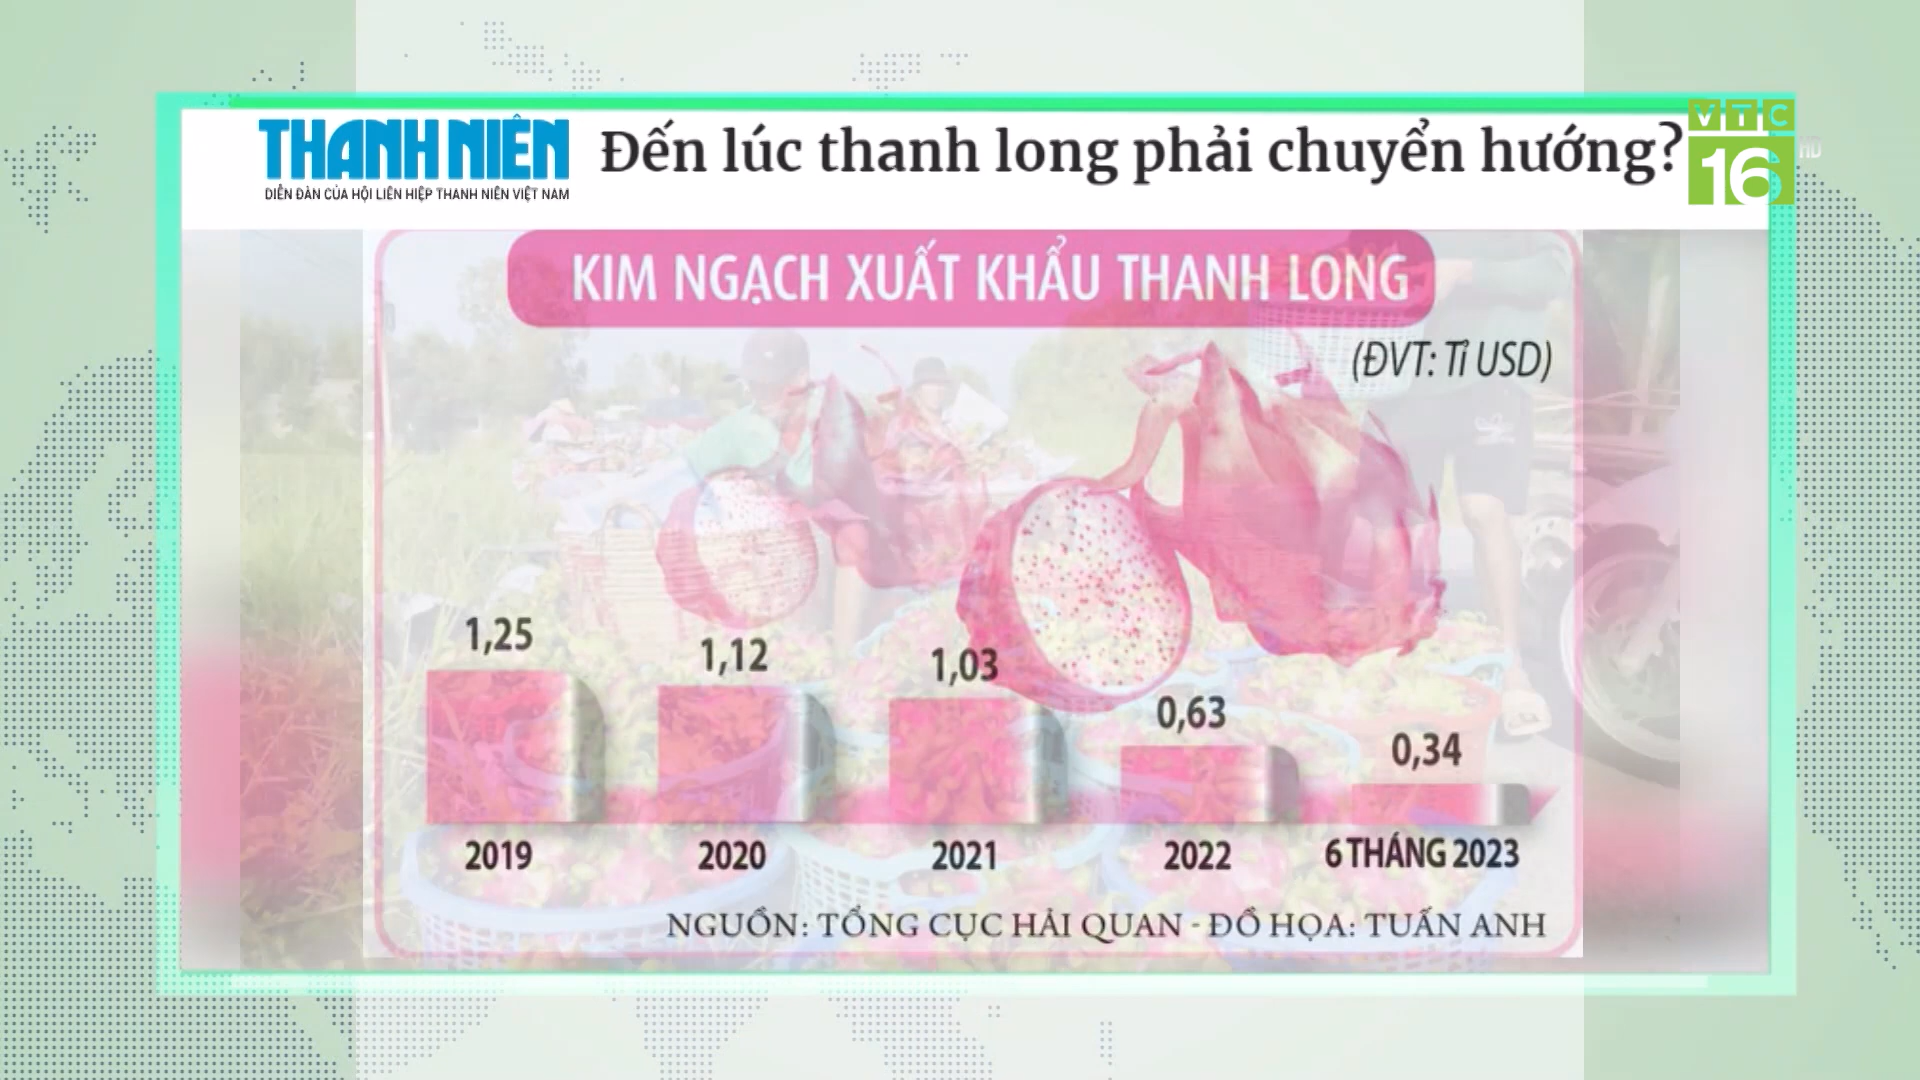 THANH NIÊN
DIỄN ĐÀN CỦA HỘI LIÊN HIỆP THANH NIÊN VIỆT NAM
Đến lúc thanh long phải chuyển hướng?
VTC
16
HD
KIM NGẠCH XUẤT KHẨU THANH LONG
(ĐVT: Tỉ USD)
1,25
1,12
1,03
0,63
0,34
2019
2020
2021
2022
6 THÁNG 2023
NGUỒN: TỔNG CỤC HẢI QUAN - ĐỒ HỌA: TUẤN ANH